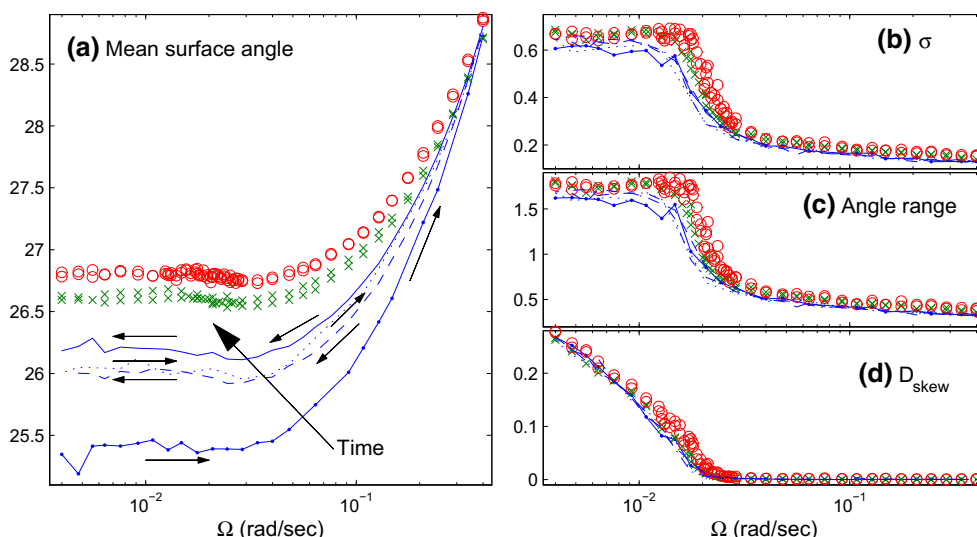 (a) Mean surface angle
28.5
28
27.5
27
26.5
26
25.5
Time
10⁻² 10⁻¹
Ω (rad/sec)
(b) σ
0.6
0.4
0.2
(c) Angle range
1.5
1
0.5
(d) D_skew
0.2
0.1
0
10⁻² 10⁻¹
Ω (rad/sec)